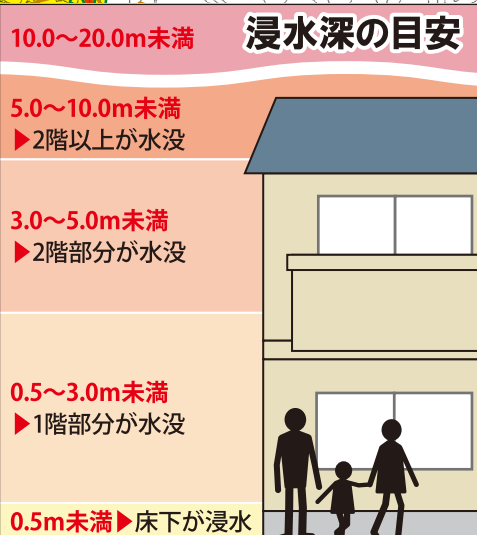 浸水深の目安
10.0〜20.0m未満
5.0〜10.0m未満
▶2階以上が水没
3.0〜5.0m未満
▶2階部分が水没
0.5〜3.0m未満
▶1階部分が水没
0.5m未満▶床下が浸水